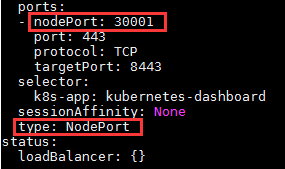 ports:
- nodePort: 30001
port: 443
protocol: TCP
targetPort: 8443
selector:
k8s-app: kubernetes-dashboard
sessionAffinity: None
type: NodePort
status:
loadBalancer: {}